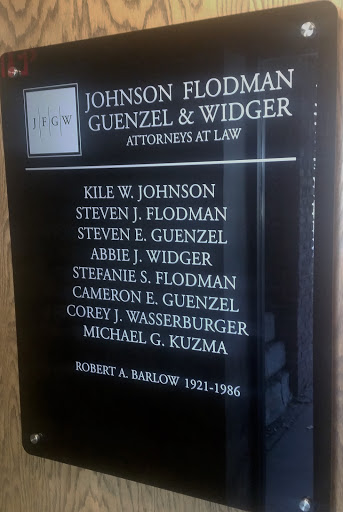 J F G W
JOHNSON FLODMAN
GUENZEL & WIDGER
ATTORNEYS AT LAW
KILE W. JOHNSON
STEVEN J. FLODMAN
STEVEN E. GUENZEL
ABBIE J. WIDGER
STEFANIE S. FLODMAN
CAMERON E. GUENZEL
COREY J. WASSERBURGER
MICHAEL G. KUZMA
ROBERT A. BARLOW 1921-1986